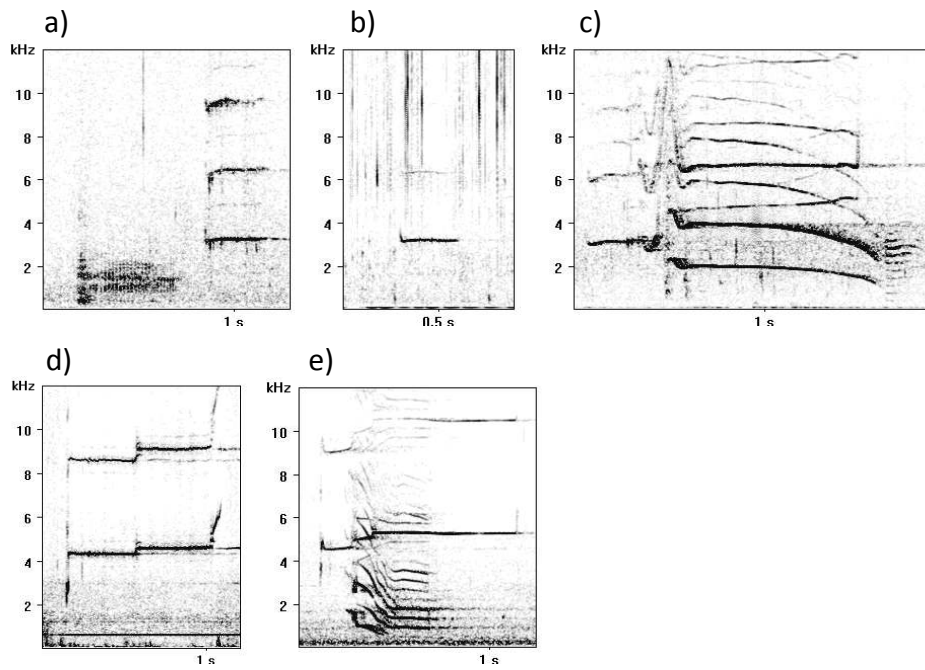 a) b) c)
kHz kHz kHz
10 10 10
8 8 8
6 6 6
4 4 4
2 2 2
1 s 0.5 s 1 s
d) e)
kHz kHz
10 10
8 8
6 6
4 4
2 2
1 s 1 s